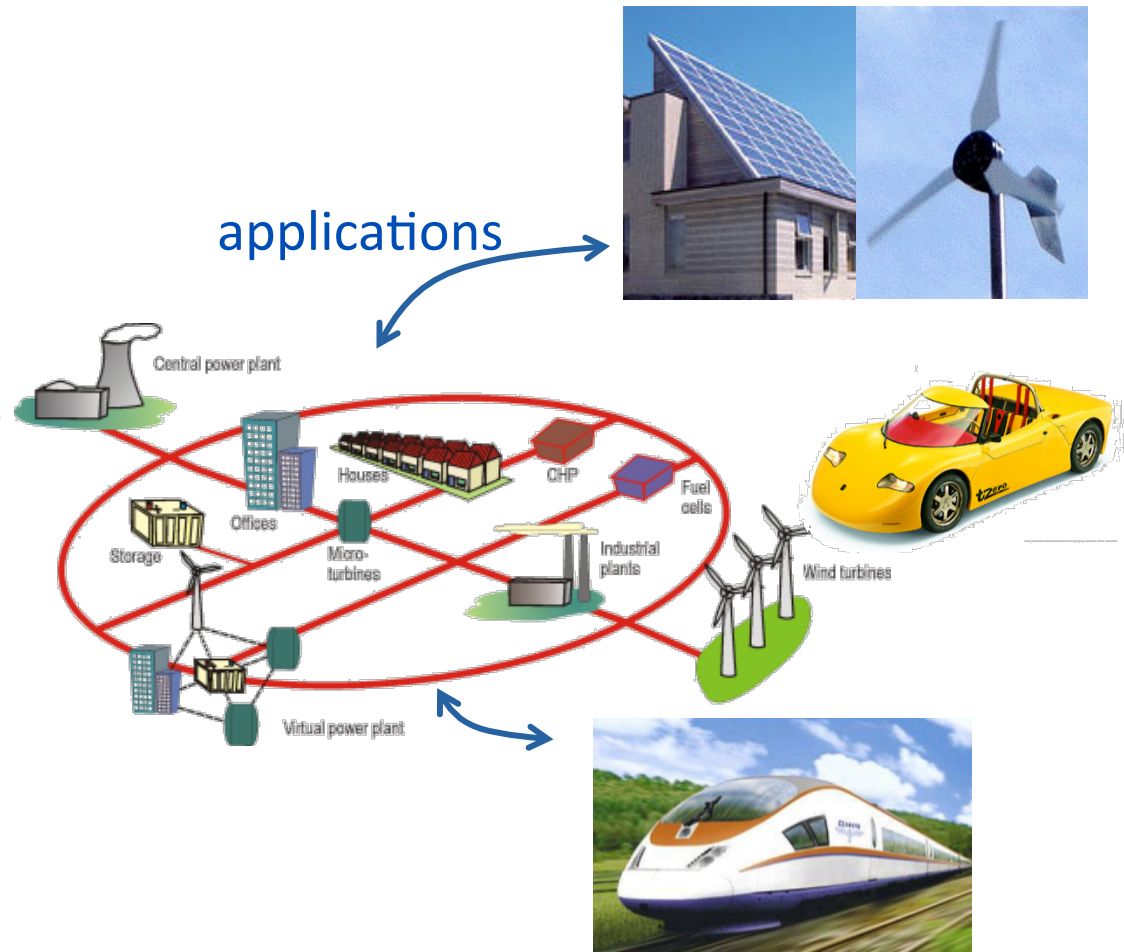 applications
Central power plant
Houses
CHP
Fuel
cells
Offices
Storage
Micro-
turbines
Industrial
plants
Wind turbines
tzero
Virtual power plant